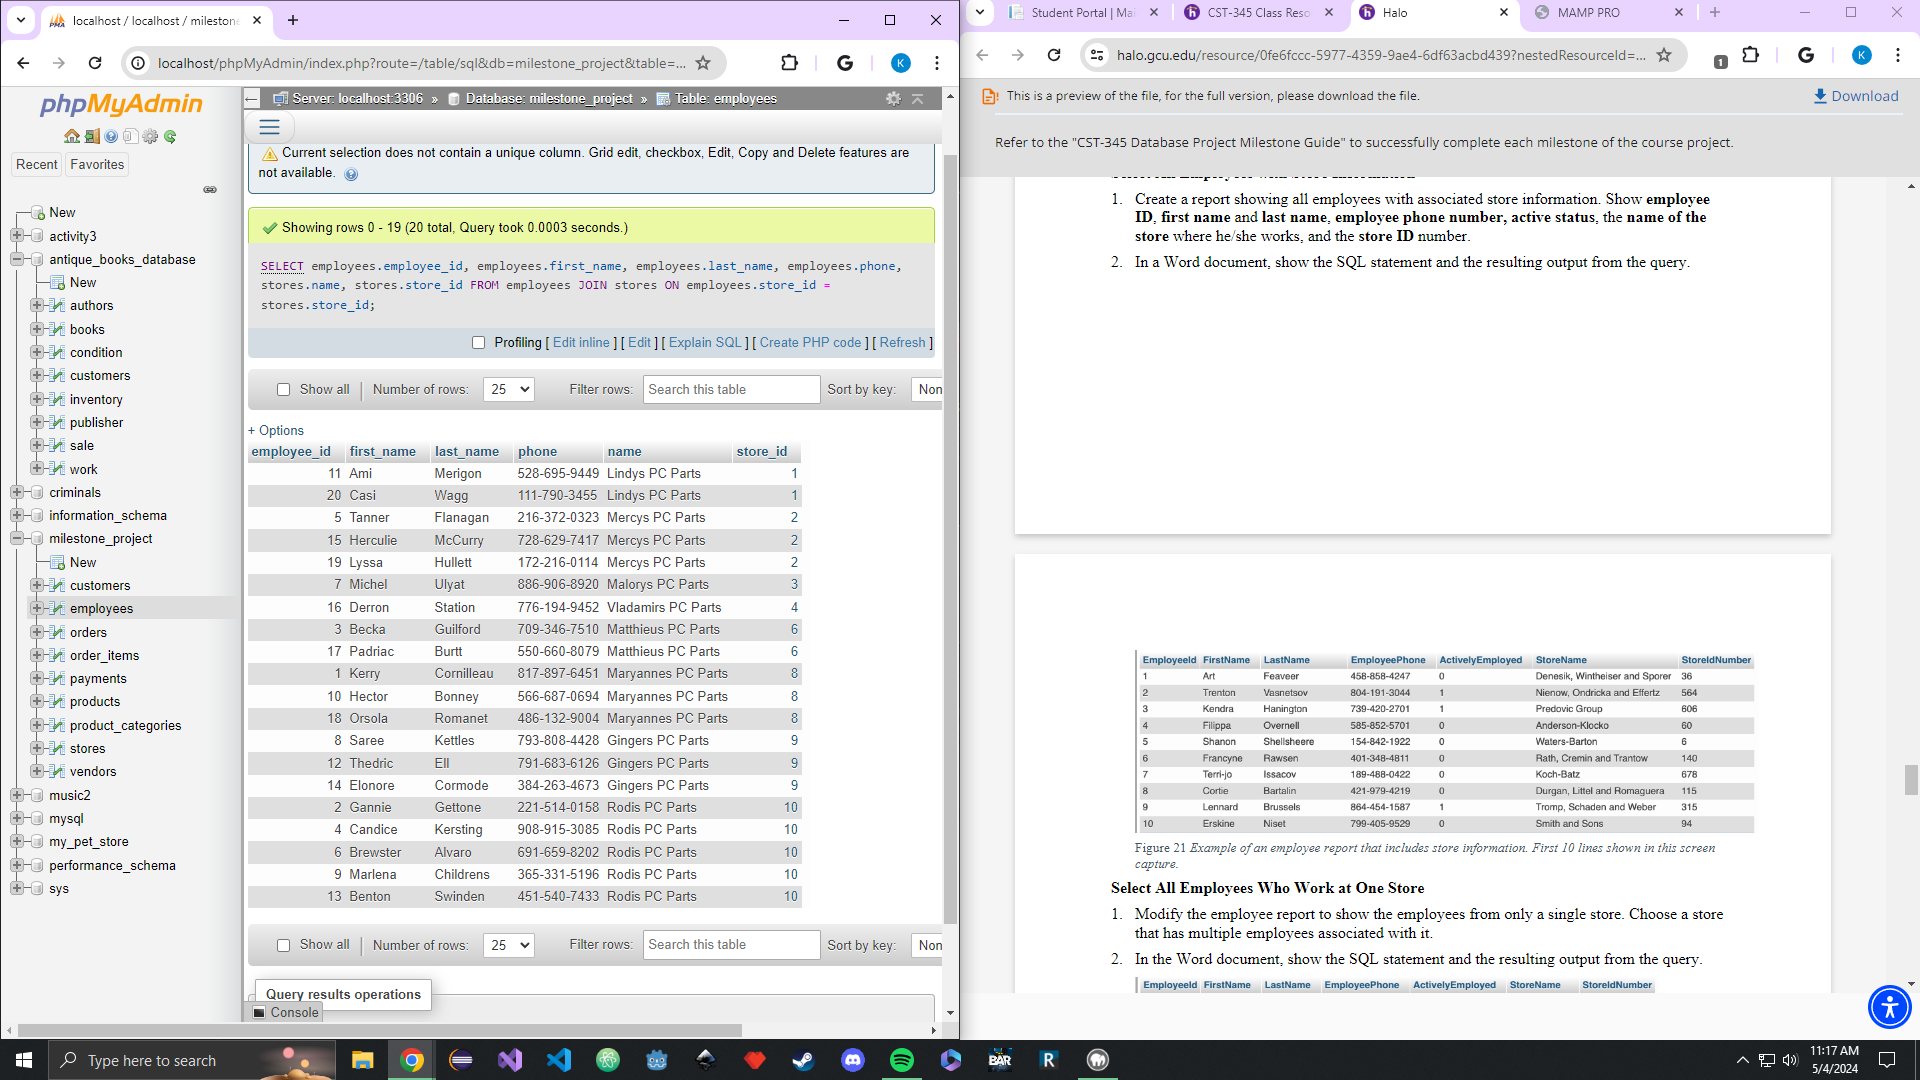 localhost / localhost / milestone
localhost/phpMyAdmin/index.php?route=/table/sql&db=milestone_project&table=...
K
phpMyAdmin
Recent
Favorites
New
activity3
antique_books_database
New
authors
books
condition
customers
inventory
publisher
sale
work
criminals
information_schema
milestone_project
New
customers
employees
orders
order_items
payments
products
product_categories
stores
vendors
music2
mysql
my_pet_store
performance_schema
sys
Server: localhost:3306 » Database: milestone_project » Table: employees
Current selection does not contain a unique column. Grid edit, checkbox, Edit, Copy and Delete features are
not available.
Showing rows 0 - 19 (20 total, Query took 0.0003 seconds.)
SELECT employees.employee_id, employees.first_name, employees.last_name, employees.phone,
stores.name, stores.store_id FROM employees JOIN stores ON employees.store_id =
stores.store_id;
Profiling [ Edit inline ] [ Edit ] [ Explain SQL ] [ Create PHP code ] [ Refresh ]
Show all | Number of rows: 25 Filter rows: Search this table Sort by key: Non
+ Options
employee_id first_name last_name phone name store_id
11 Ami Merigon 528-695-9449 Lindys PC Parts 1
20 Casi Wagg 111-790-3455 Lindys PC Parts 1
5 Tanner Flanagan 216-372-0323 Mercys PC Parts 2
15 Herculie McCurry 728-629-7417 Mercys PC Parts 2
19 Lyssa Hullett 172-216-0114 Mercys PC Parts 2
7 Michel Ulyat 886-906-8920 Malorys PC Parts 3
16 Derron Station 776-194-9452 Vladamirs PC Parts 4
3 Becka Guilford 709-346-7510 Matthieus PC Parts 6
17 Padriac Burtt 550-660-8079 Matthieus PC Parts 6
1 Kerry Cornilleau 817-897-6451 Maryannes PC Parts 8
10 Hector Bonney 566-687-0694 Maryannes PC Parts 8
18 Orsola Romanet 486-132-9004 Maryannes PC Parts 8
8 Saree Kettles 793-808-4428 Gingers PC Parts 9
12 Thedric Ell 791-683-6126 Gingers PC Parts 9
14 Elonore Cormode 384-263-4673 Gingers PC Parts 9
2 Gannie Gettone 221-514-0158 Rodis PC Parts 10
4 Candice Kersting 908-915-3085 Rodis PC Parts 10
6 Brewster Alvaro 691-659-8202 Rodis PC Parts 10
9 Marlena Childrens 365-331-5196 Rodis PC Parts 10
13 Benton Swinden 451-540-7433 Rodis PC Parts 10
Show all | Number of rows: 25 Filter rows: Search this table Sort by key: Non
Query results operations
Console
Student Portal | Mai
CST-345 Class Reso
Halo
MAMP PRO
halo.gcu.edu/resource/0fe6fccc-5977-4359-9ae4-6df63acbd439?nestedResourceId=...
1
K
This is a preview of the file, for the full version, please download the file.
Download
Refer to the "CST-345 Database Project Milestone Guide" to successfully complete each milestone of the course project.
1. Create a report showing all employees with associated store information. Show employee
ID, first name and last name, employee phone number, active status, the name of the
store where he/she works, and the store ID number.
2. In a Word document, show the SQL statement and the resulting output from the query.
EmployeeId FirstName LastName EmployeePhone ActivelyEmployed StoreName StoreIdNumber
1 Art Feaveer 458-858-4247 0 Denesik, Wintheiser and Sporer 36
2 Trenton Vasnetsov 804-191-3044 1 Nienow, Ondricka and Effertz 564
3 Kendra Hanington 739-420-2701 1 Predovic Group 606
4 Filippa Overnell 585-852-5701 0 Anderson-Klocko 60
5 Shanon Shellsheere 154-842-1922 0 Waters-Barton 6
6 Francyne Rawsen 401-348-4811 0 Rath, Cremin and Trantow 140
7 Terri-jo Issacov 189-488-0422 0 Koch-Batz 678
8 Cortie Bartalin 421-979-4219 0 Durgan, Littel and Romaguera 115
9 Lennard Brussels 864-454-1587 1 Tromp, Schaden and Weber 315
10 Erskine Niset 799-405-9529 0 Smith and Sons 94
Figure 21 Example of an employee report that includes store information. First 10 lines shown in this screen
capture.
Select All Employees Who Work at One Store
1. Modify the employee report to show the employees from only a single store. Choose a store
that has multiple employees associated with it.
2. In the Word document, show the SQL statement and the resulting output from the query.
EmployeeId FirstName LastName EmployeePhone ActivelyEmployed StoreName StoreIdNumber
Type here to search
BAR
R
11:17 AM
5/4/2024